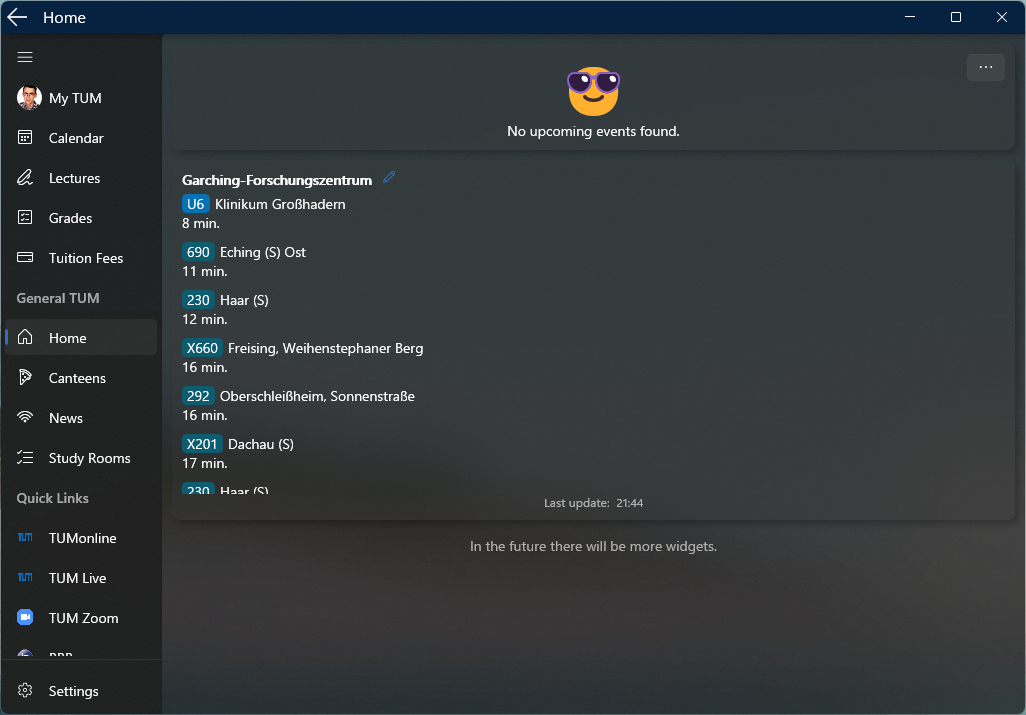 Home
My TUM
Calendar
Lectures
Grades
Tuition Fees
General TUM
Home
Canteens
News
Study Rooms
Quick Links
TUMonline
TUM Live
TUM Zoom
Settings
No upcoming events found.
Garching-Forschungszentrum
U6 Klinikum Großhadern
8 min.
690 Eching (S) Ost
11 min.
230 Haar (S)
12 min.
X660 Freising, Weihenstephaner Berg
16 min.
292 Oberschleißheim, Sonnenstraße
16 min.
X201 Dachau (S)
17 min.
230 Haar (S)
Last update: 21:44
In the future there will be more widgets.